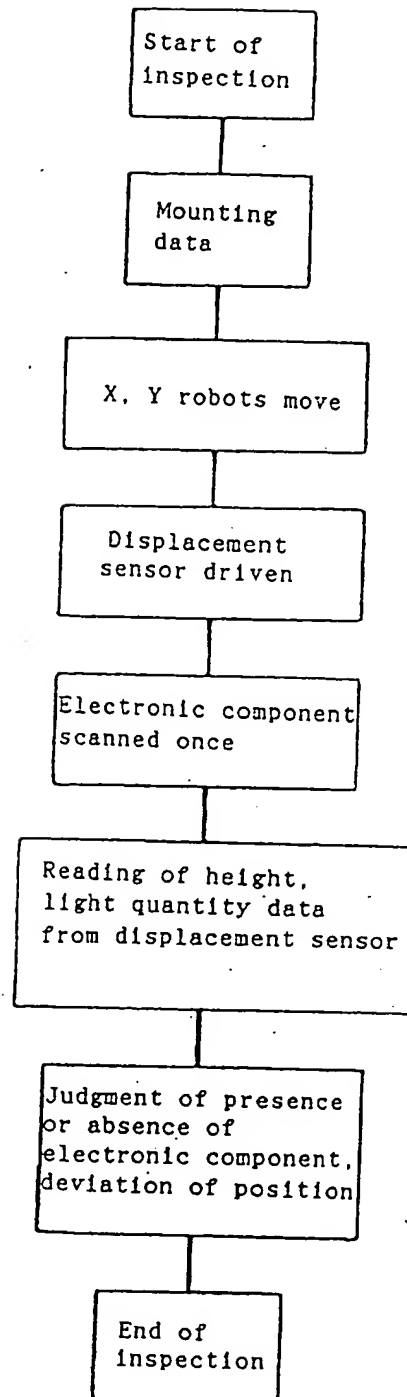 Start of
inspection
Mounting
data
X, Y robots move
Displacement
sensor driven
Electronic component
scanned once
Reading of height,
light quantity data
from displacement sensor
Judgment of presence
or absence of
electronic component,
deviation of position
End of
inspection